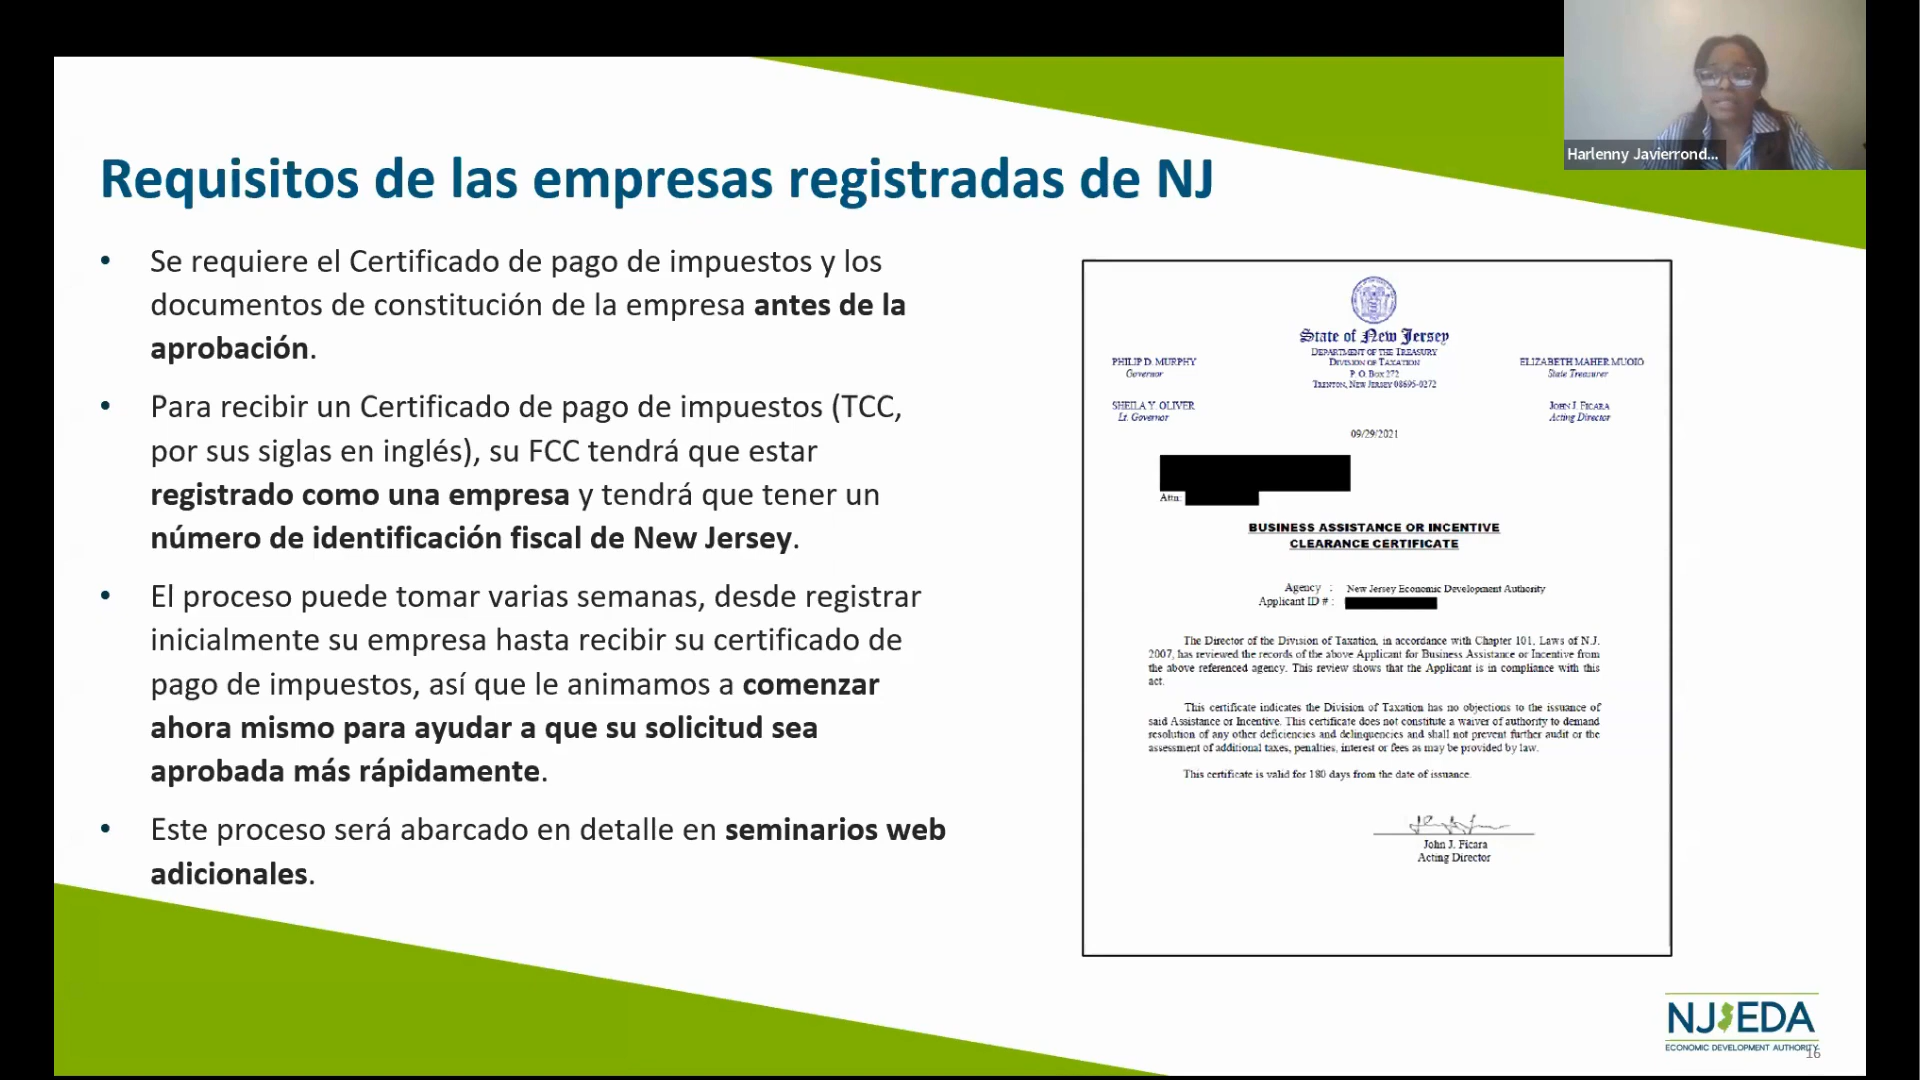 Harlenny Javierrond...
Requisitos de las empresas registradas de NJ
• Se requiere el Certificado de pago de impuestos y los
documentos de constitución de la empresa antes de la
aprobación.
• Para recibir un Certificado de pago de impuestos (TCC,
por sus siglas en inglés), su FCC tendrá que estar
registrado como una empresa y tendrá que tener un
número de identificación fiscal de New Jersey.
• El proceso puede tomar varias semanas, desde registrar
inicialmente su empresa hasta recibir su certificado de
pago de impuestos, así que le animamos a comenzar
ahora mismo para ayudar a que su solicitud sea
aprobada más rápidamente.
• Este proceso será abarcado en detalle en seminarios web
adicionales.
State of New Jersey
DEPARTMENT OF THE TREASURY
DIVISION OF TAXATION
P. O. Box 272
TRENTON, NEW JERSEY 08695-0272
PHILIP D. MURPHY
Governor
SHEILA Y. OLIVER
Lt. Governor
ELIZABETH MAHER MUOIO
State Treasurer
JOHN J. FICARA
Acting Director
09/29/2021
Attn:
BUSINESS ASSISTANCE OR INCENTIVE
CLEARANCE CERTIFICATE
Agency : New Jersey Economic Development Authority
Applicant ID # :
The Director of the Division of Taxation, in accordance with Chapter 101, Laws of N.J.
2007, has reviewed the records of the above Applicant for Business Assistance or Incentive from
the above referenced agency. This review shows that the Applicant is in compliance with this
act.
This certificate indicates the Division of Taxation has no objections to the issuance of
said Assistance or Incentive. This certificate does not constitute a waiver of authority to demand
resolution of any other deficiencies and delinquencies and shall not prevent further audit or the
assessment of additional taxes, penalties, interest or fees as may be provided by law.
This certificate is valid for 180 days from the date of issuance.
John J. Ficara
Acting Director
NJEDA
ECONOMIC DEVELOPMENT AUTHORITY
16